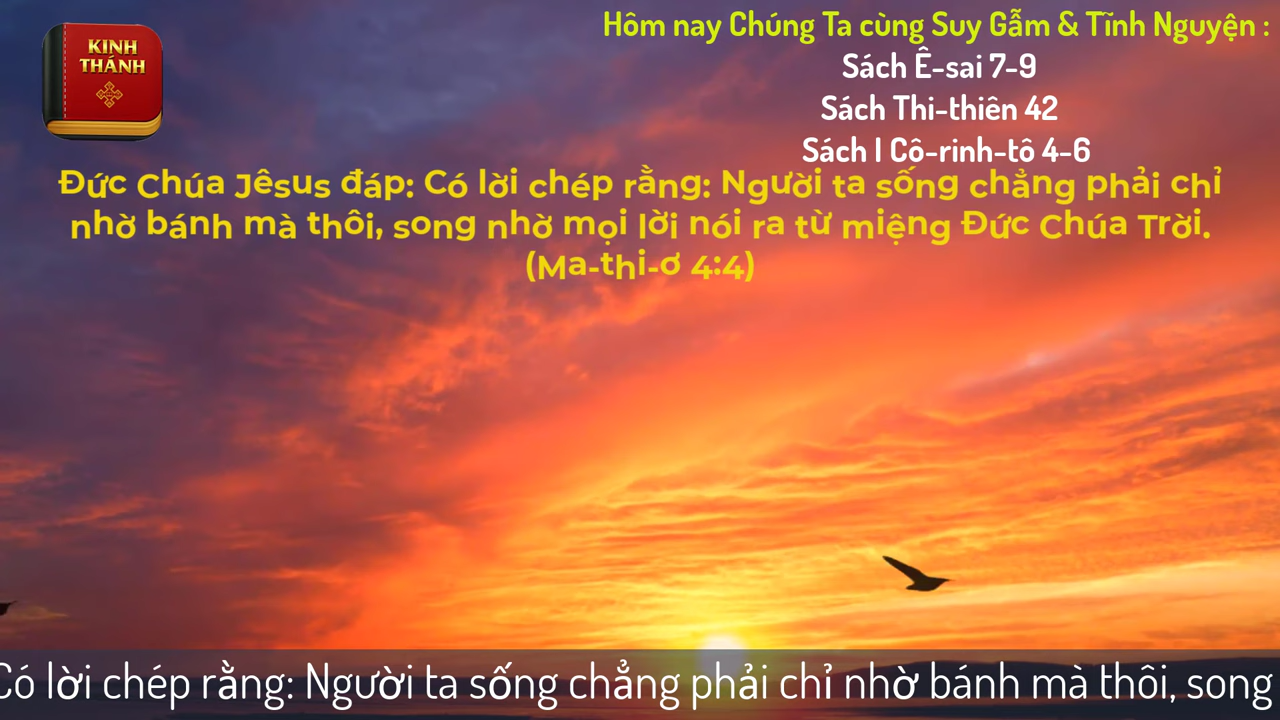 KINH
THÁNH
Hôm nay Chúng Ta cùng Suy Gẫm & Tĩnh Nguyện :
Sách Ê-sai 7-9
Sách Thi-thiên 42
Sách I Cô-rinh-tô 4-6
Đức Chúa Jêsus đáp: Có lời chép rằng: Người ta sống chẳng phải chỉ
nhờ bánh mà thôi, song nhờ mọi lời nói ra từ miệng Đức Chúa Trời.
(Ma-thi-ơ 4:4)
Có lời chép rằng: Người ta sống chẳng phải chỉ nhờ bánh mà thôi, song